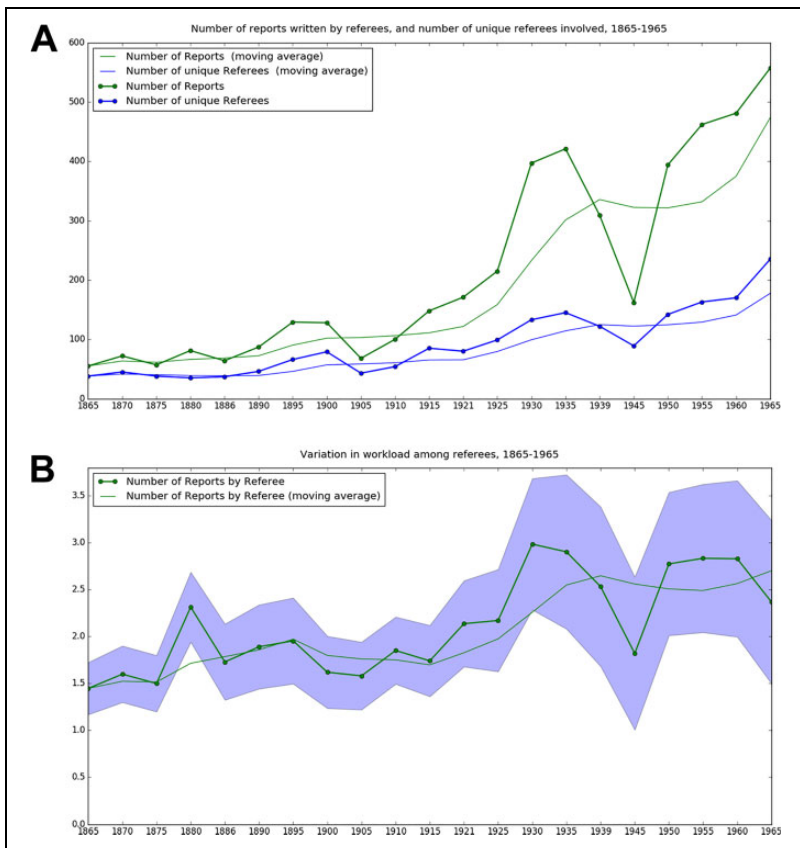 A
Number of reports written by referees, and number of unique referees involved, 1865-1965
600
500
400
300
200
100
0
Number of Reports (moving average)
Number of unique Referees (moving average)
Number of Reports
Number of unique Referees
1865 1870 1875 1880 1886 1890 1895 1900 1905 1910 1915 1921 1925 1930 1935 1939 1945 1950 1955 1960 1965
B
Variation in workload among referees, 1865-1965
3.5
3.0
2.5
2.0
1.5
1.0
0.5
0.0
Number of Reports by Referee
Number of Reports by Referee (moving average)
1865 1870 1875 1880 1886 1890 1895 1900 1905 1910 1915 1921 1925 1930 1935 1939 1945 1950 1955 1960 1965